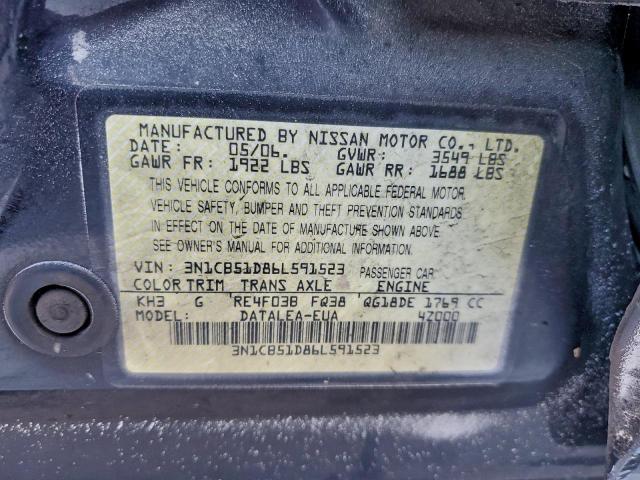 MANUFACTURED BY NISSAN MOTOR CO., LTD.
DATE: 05/06. GVWR: 3549 LBS
GAWR FR: 1922 LBS GAWR RR: 1688 LBS
THIS VEHICLE CONFORMS TO ALL APPLICABLE FEDERAL MOTOR
VEHICLE SAFETY, BUMPER AND THEFT PREVENTION STANDARDS
IN EFFECT ON THE DATE OF MANUFACTURE SHOWN ABOVE.
SEE OWNER'S MANUAL FOR ADDITIONAL INFORMATION.
VIN: 3N1CB51D86L591523 PASSENGER CAR
COLOR TRIM TRANS AXLE ENGINE
KH3 G RE4F03B FQ38 QG18DE 1769 CC
MODEL: DATALEA-EUA 4Z000
3N1CB51D86L591523